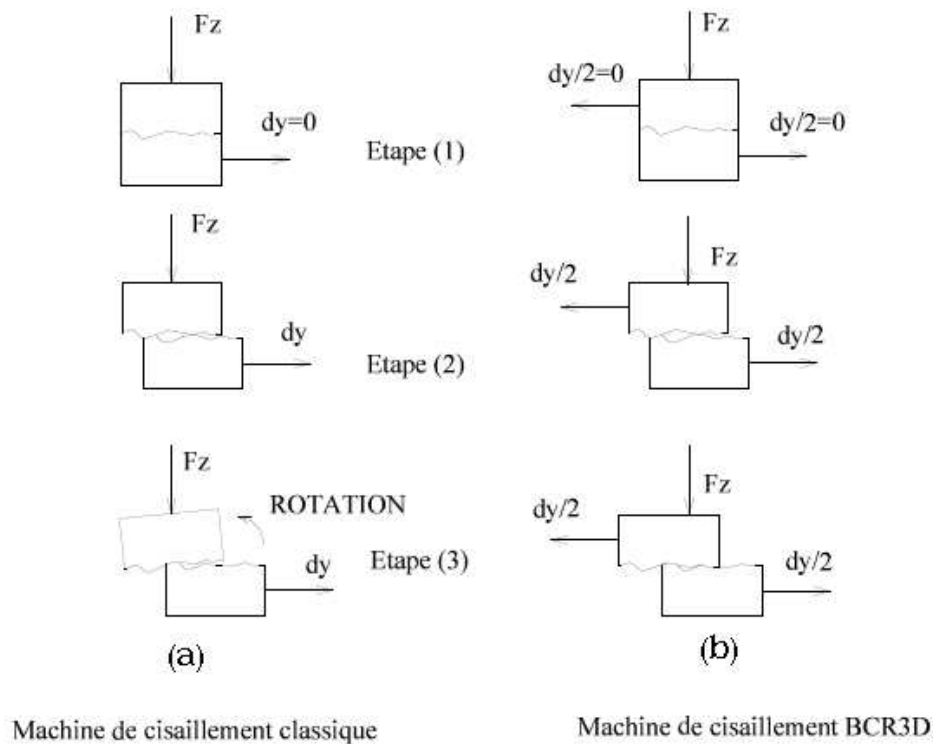 Fz
dy=0
Etape (1)
Fz
dy/2=0
dy/2=0
Fz
dy
Etape (2)
Fz
dy/2
dy/2
Fz
ROTATION
dy
Etape (3)
Fz
dy/2
dy/2
(a)
(b)
Machine de cisaillement classique
Machine de cisaillement BCR3D